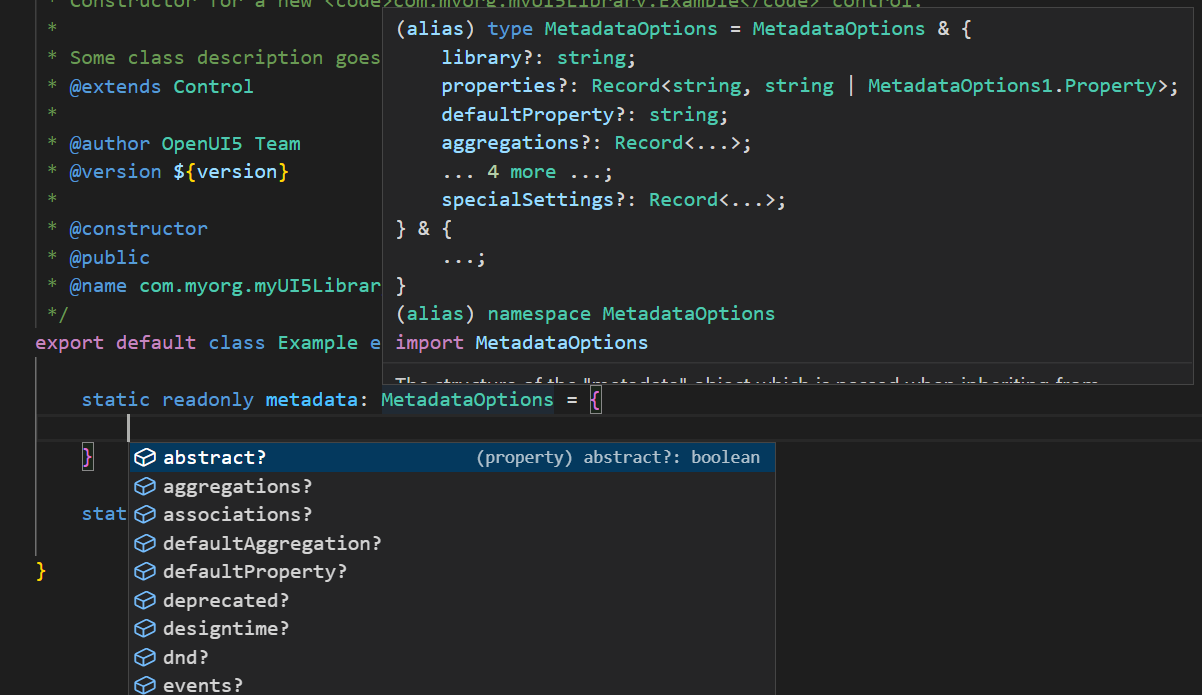 * Constructor for a new <code>com.myorg.myUI5Library.Example</code> control.
*
* Some class description goes
* @extends Control
*
* @author OpenUI5 Team
* @version ${version}
*
* @constructor
* @public
* @name com.myorg.myUI5Librar
*/
export default class Example e
static readonly metadata: MetadataOptions = {
}
stat
}
(alias) type MetadataOptions = MetadataOptions & {
library?: string;
properties?: Record<string, string | MetadataOptions1.Property>;
defaultProperty?: string;
aggregations?: Record<...>;
... 4 more ...;
specialSettings?: Record<...>;
} & {
...;
}
(alias) namespace MetadataOptions
import MetadataOptions
The structure of the "metadata" object which is passed when inheriting from
abstract? (property) abstract?: boolean
aggregations?
associations?
defaultAggregation?
defaultProperty?
deprecated?
designtime?
dnd?
events?